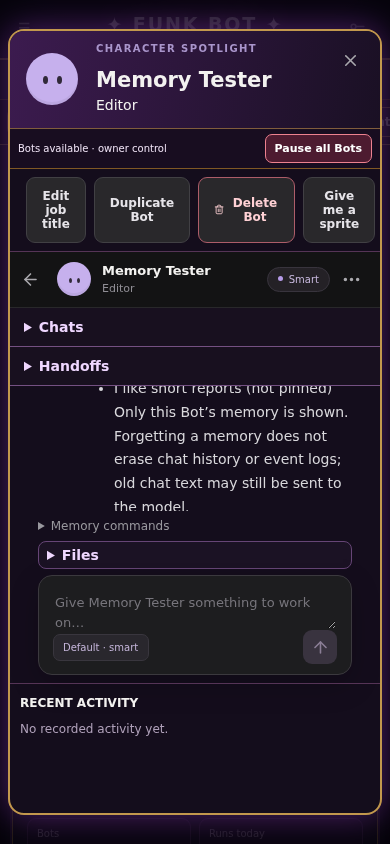 ✦ FUNK BOT ✦
CHARACTER SPOTLIGHT
Memory Tester
Editor
Bots available · owner control
Pause all Bots
Edit
job
title
Duplicate
Bot
Delete
Bot
Give
me a
sprite
Memory Tester
Editor
Smart
Chats
Handoffs
• I like short reports (not pinned)
Only this Bot's memory is shown.
Forgetting a memory does not
erase chat history or event logs;
old chat text may still be sent to
the model.
Memory commands
Files
Give Memory Tester something to work
on…
Default · smart
RECENT ACTIVITY
No recorded activity yet.
Bots
Runs today